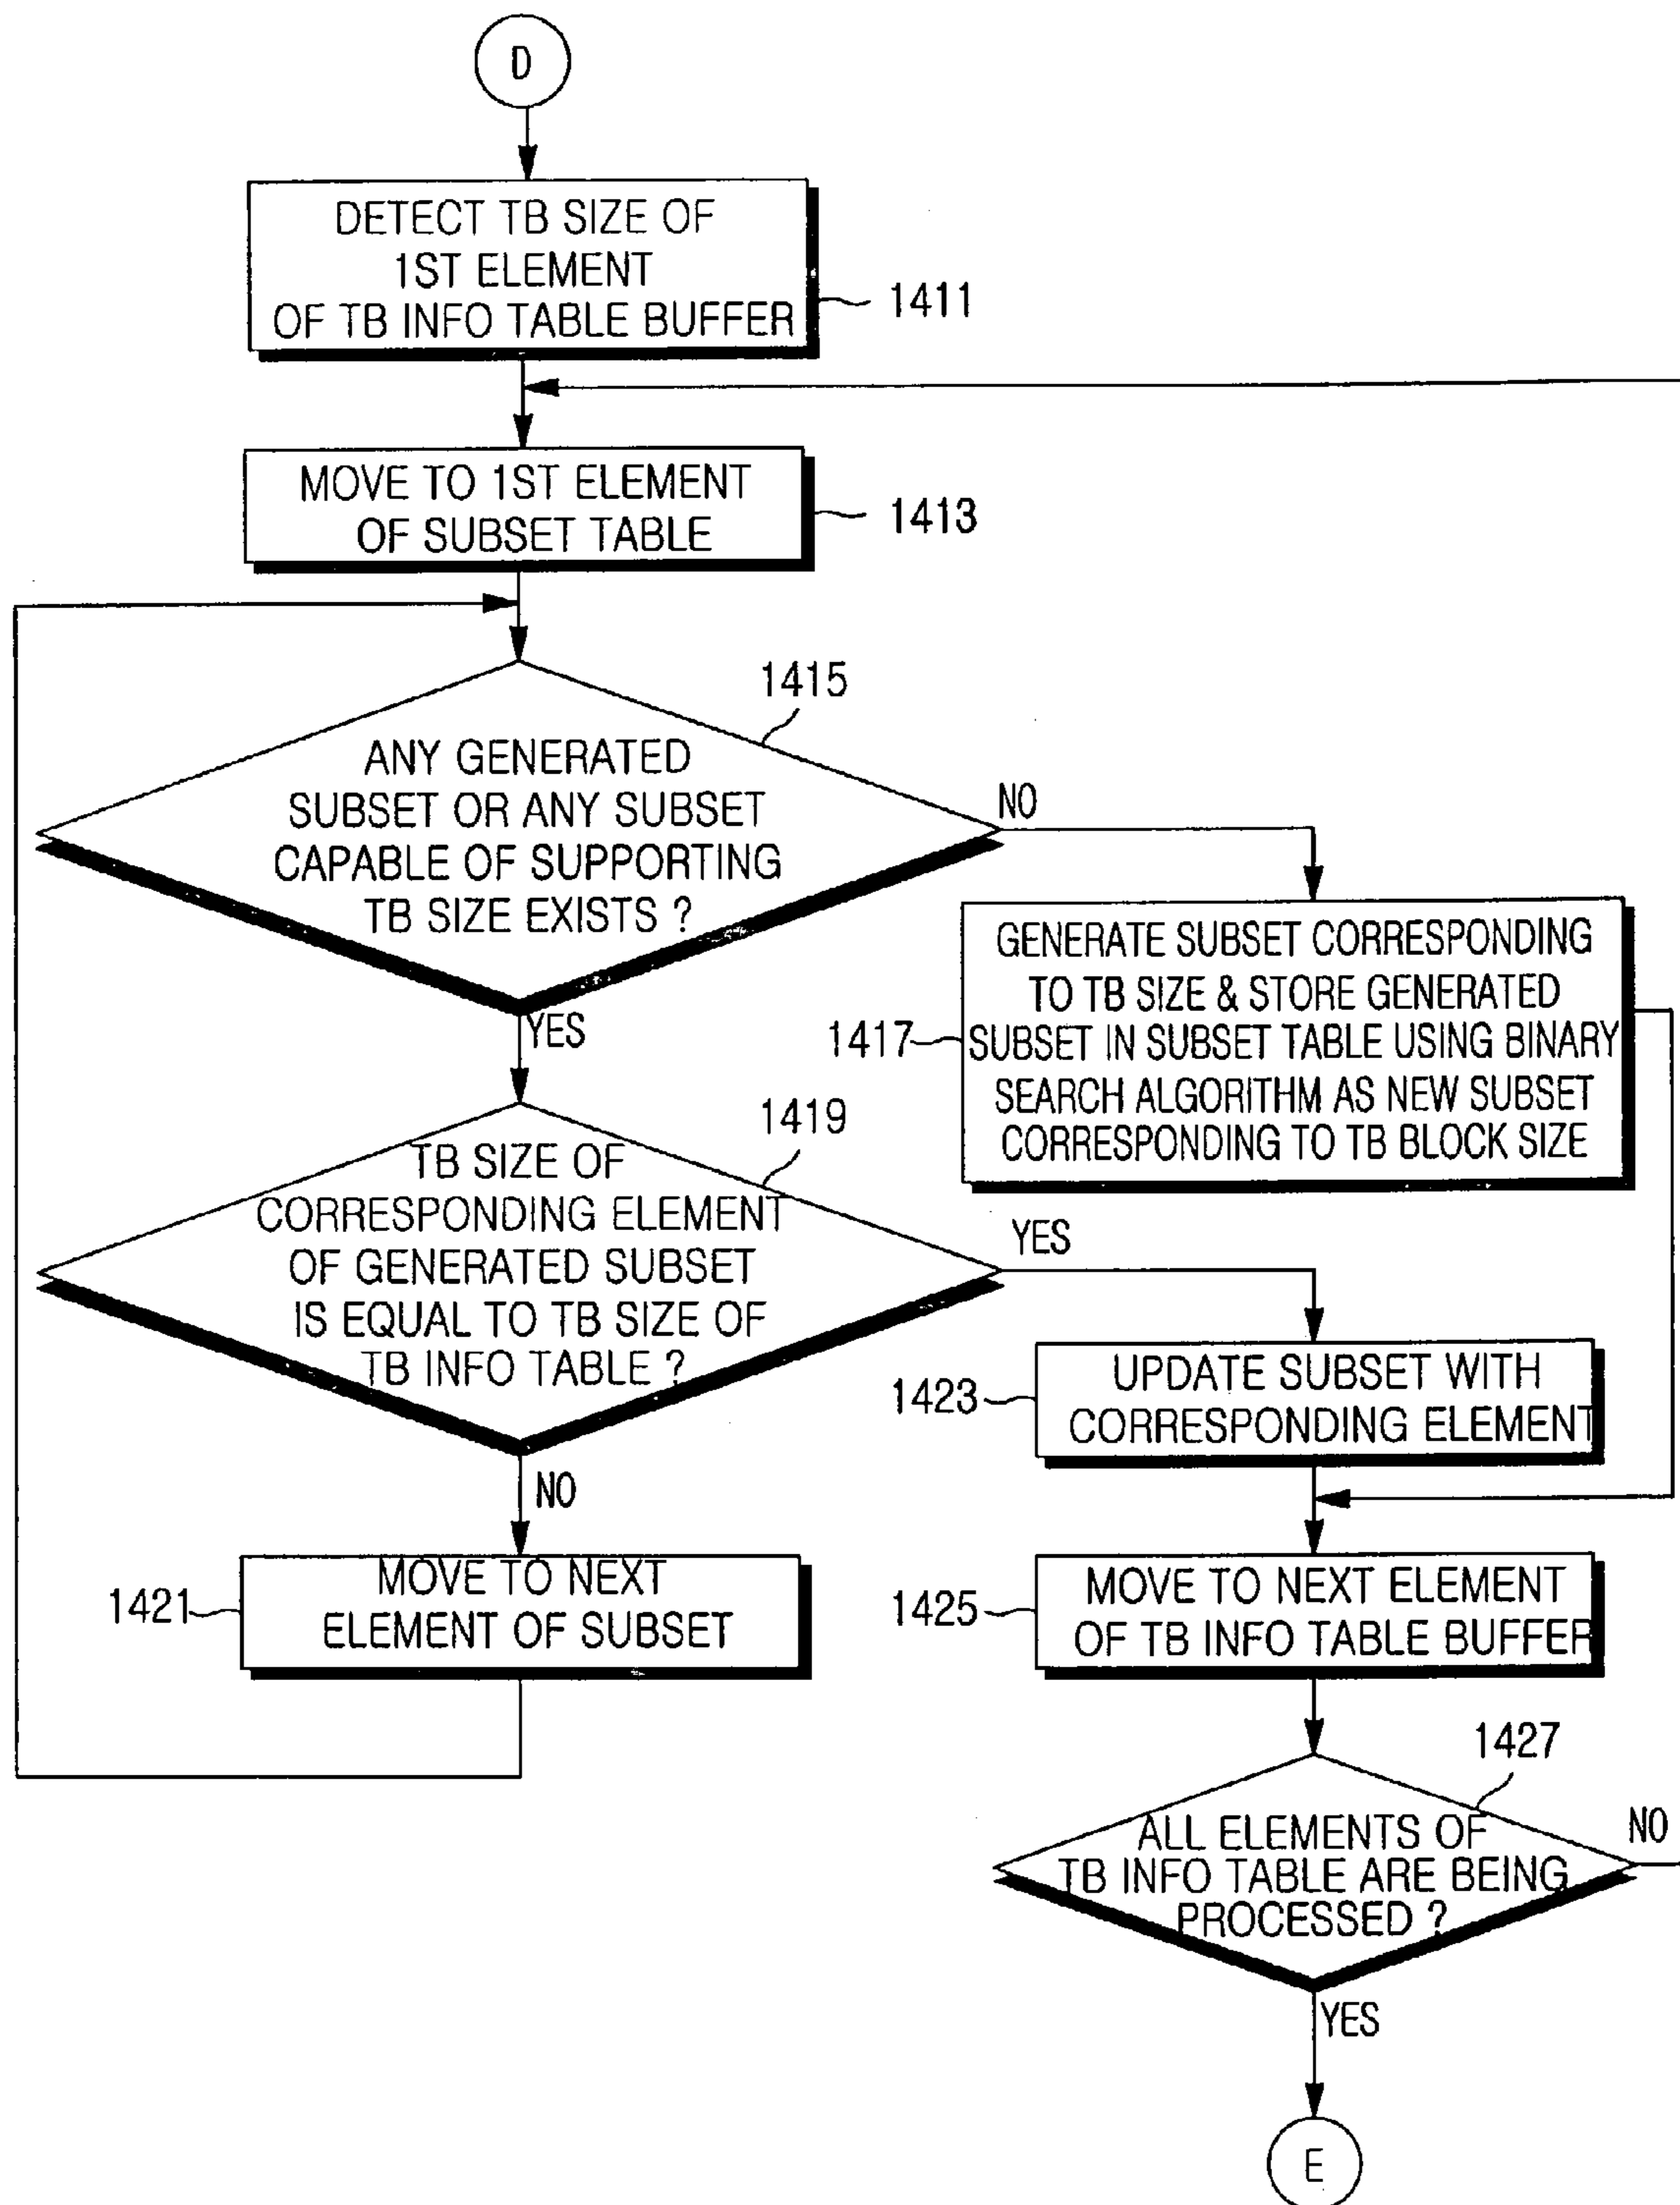 D
DETECT TB SIZE OF
1ST ELEMENT
OF TB INFO TABLE BUFFER
1411
MOVE TO 1ST ELEMENT
OF SUBSET TABLE
1413
1415
ANY GENERATED
SUBSET OR ANY SUBSET
CAPABLE OF SUPPORTING
TB SIZE EXISTS ?
NO
YES
GENERATE SUBSET CORRESPONDING
TO TB SIZE & STORE GENERATED
SUBSET IN SUBSET TABLE USING BINARY
SEARCH ALGORITHM AS NEW SUBSET
CORRESPONDING TO TB BLOCK SIZE
1417
1419
TB SIZE OF
CORRESPONDING ELEMENT
OF GENERATED SUBSET
IS EQUAL TO TB SIZE OF
TB INFO TABLE ?
YES
NO
1423
UPDATE SUBSET WITH
CORRESPONDING ELEMENT
1421
MOVE TO NEXT
ELEMENT OF SUBSET
1425
MOVE TO NEXT ELEMENT
OF TB INFO TABLE BUFFER
1427
ALL ELEMENTS OF
TB INFO TABLE ARE BEING
PROCESSED ?
NO
YES
E